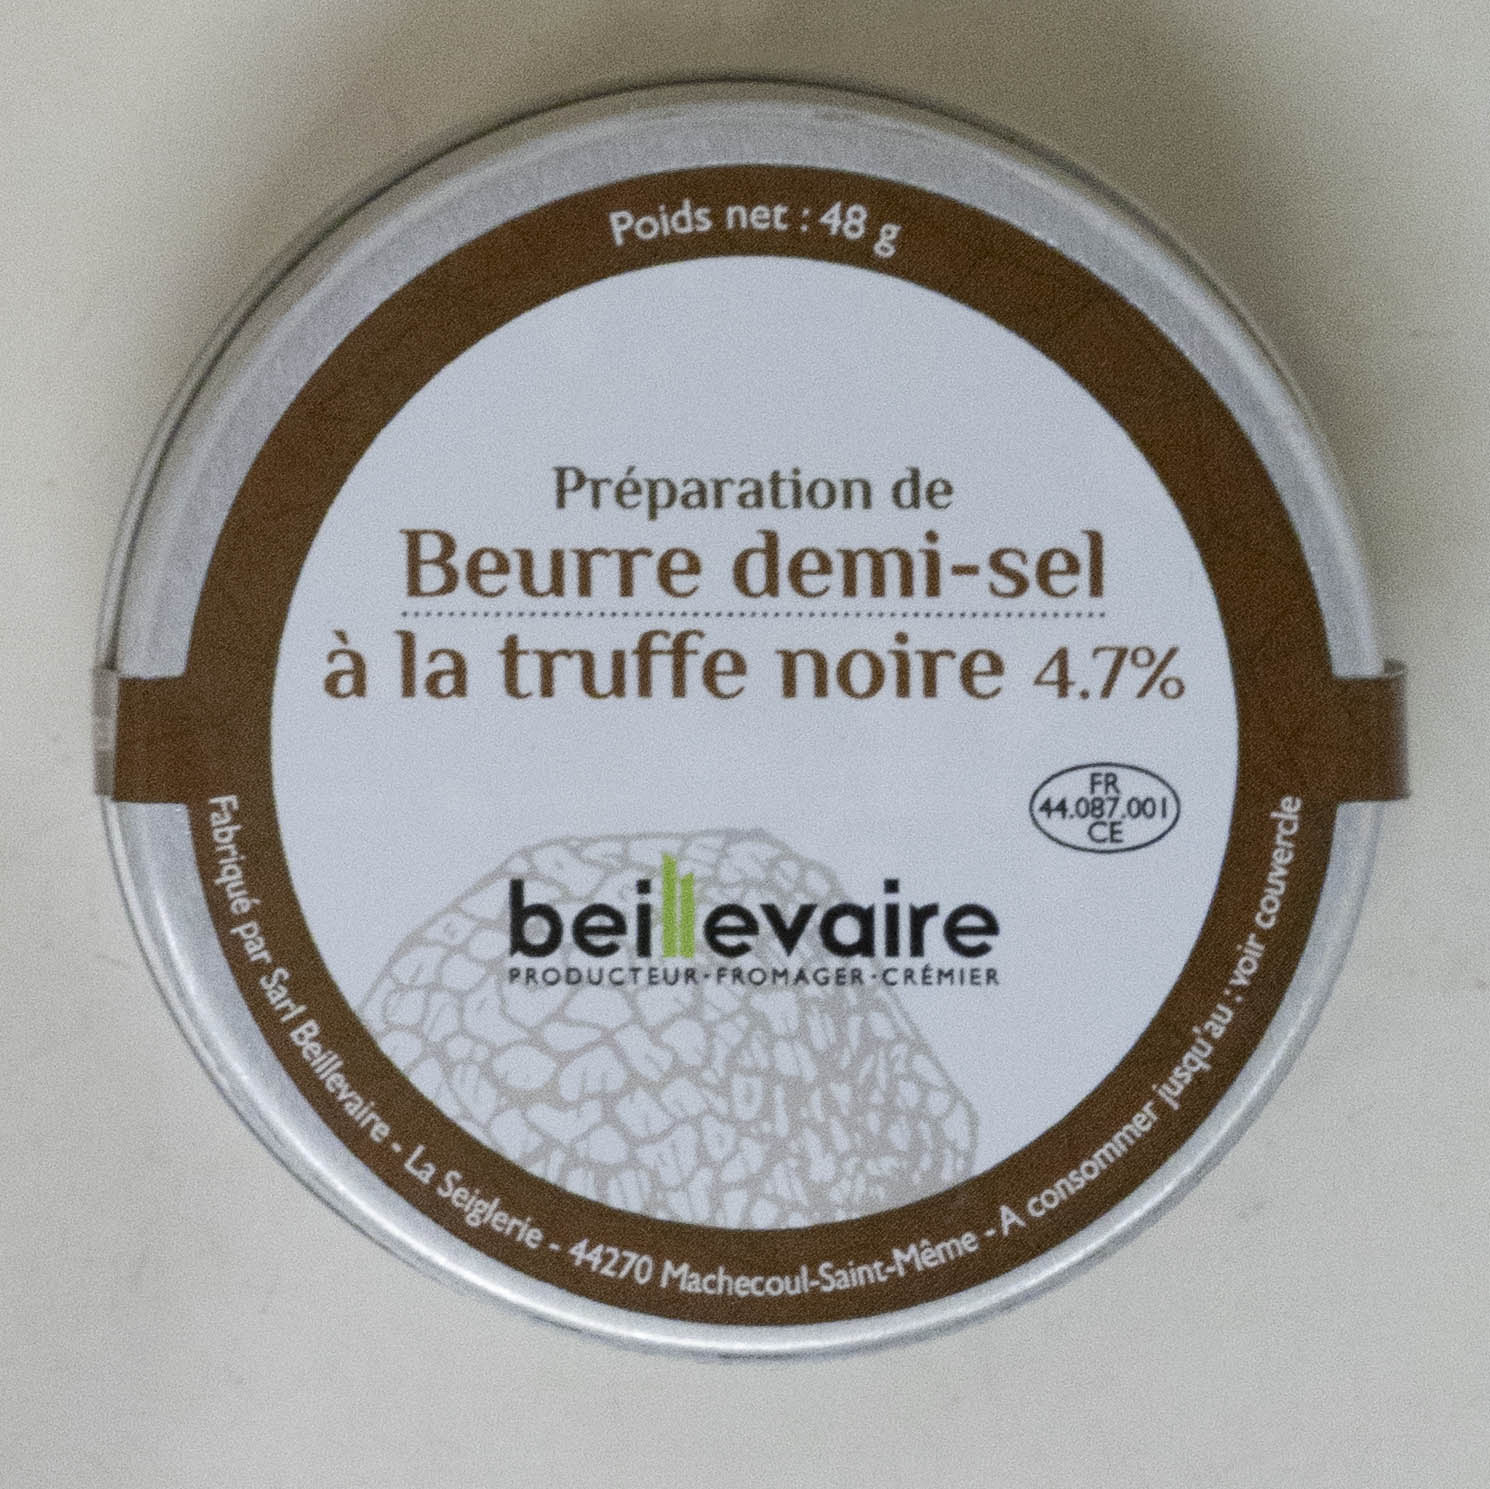 Poids net : 48 g
Préparation de
Beurre demi-sel
à la truffe noire 4.7%
FR
44.087.001
CE
beillevaire
PRODUCTEUR·FROMAGER·CRÉMIER
Fabriqué par Sarl Beillevaire - La Seiglerie - 44270 Machecoul-Saint-Même - A consommer jusqu'au : voir couvercle